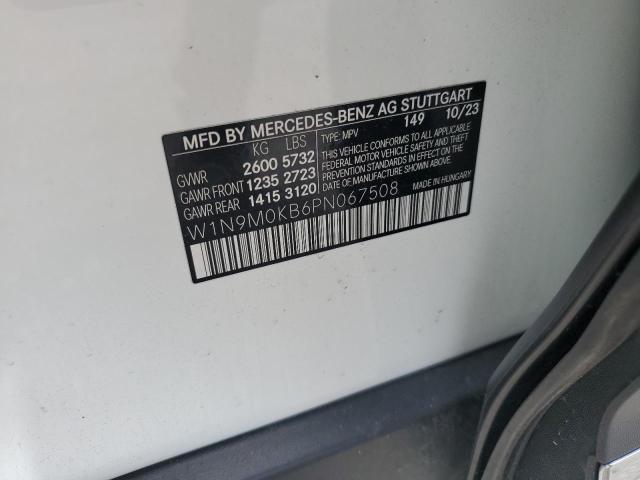 MFD BY MERCEDES-BENZ AG STUTTGART
KG LBS TYPE: MPV 149 10/23
GVWR 2600 5732
GAWR FRONT 1235 2723
GAWR REAR 1415 3120
THIS VEHICLE CONFORMS TO ALL APPLICABLE
FEDERAL MOTOR VEHICLE SAFETY, BUMPER, AND THEFT
PREVENTION STANDARDS IN EFFECT ON THE DATE OF
MANUFACTURE SHOWN ABOVE.
MADE IN HUNGARY
W1N9M0KB6PN067508